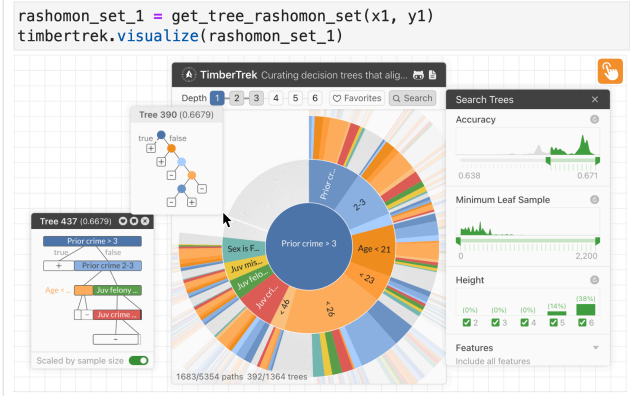 rashomon_set_1 = get_tree_rashomon_set(x1, y1)
timbertrek.visualize(rashomon_set_1)
TimberTrek Curating decision trees that alig...
Depth 1 2 3 4 5 6 Favorites Search
Tree 390 (0.6679)
true false
+
+
-
-
-
+
Prior cr...
2-3
Prior crime > 3
Age < 21
< 23
< 26
< 46
Juv cri...
Juv felo...
Juv mis...
Sex is F...
1683/5354 paths 392/1364 trees
Tree 437 (0.6679)
Prior crime > 3
true false
+ Prior crime 2-3
Age < ... Juv felony ...
- Juv crime ...
-
Scaled by sample size
Search Trees
Accuracy
0.638 0.671
Minimum Leaf Sample
0 2,200
Height
(0%) (0%) (0%) (14%) (38%)
2 3 4 5 6
Features
Include all features